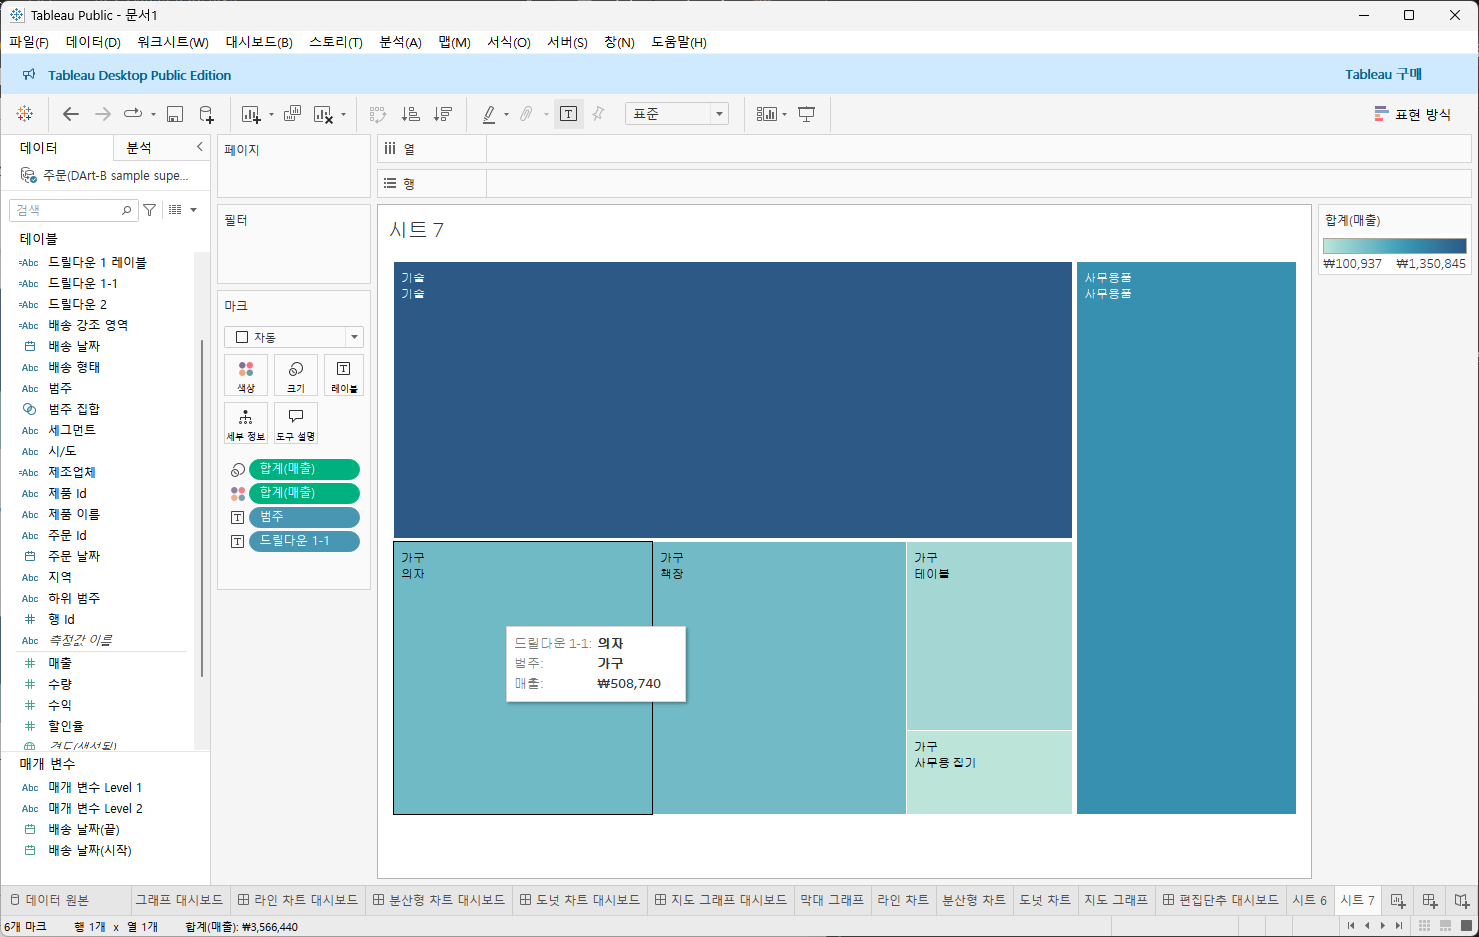 Tableau Public - 문서1
파일(F) 데이터(D) 워크시트(W) 대시보드(B) 스토리(T) 분석(A) 맵(M) 서식(O) 서버(S) 창(N) 도움말(H)
Tableau Desktop Public Edition
Tableau 구매
표준
표현 방식
데이터
분석
주문(DArt-B sample supe...
검색
테이블
=Abc 드릴다운 1 레이블
=Abc 드릴다운 1-1
=Abc 드릴다운 2
=Abc 배송 강조 영역
배송 날짜
Abc 배송 형태
Abc 범주
범주 집합
Abc 세그먼트
Abc 시/도
=Abc 제조업체
Abc 제품 Id
Abc 제품 이름
Abc 주문 Id
주문 날짜
Abc 지역
Abc 하위 범주
행 Id
Abc 측정값 이름
매출
수량
수익
할인율
경도(생성됨)
매개 변수
Abc 매개 변수 Level 1
Abc 매개 변수 Level 2
배송 날짜(끝)
배송 날짜(시작)
페이지
필터
마크
자동
색상
크기
레이블
세부 정보
도구 설명
합계(매출)
합계(매출)
범주
드릴다운 1-1
열
행
시트 7
기술
기술
사무용품
사무용품
가구
의자
가구
책장
가구
테이블
가구
사무용 집기
드릴다운 1-1: 의자
범주: 가구
매출: ₩508,740
합계(매출)
₩100,937 ₩1,350,845
데이터 원본
그래프 대시보드
라인 차트 대시보드
분산형 차트 대시보드
도넛 차트 대시보드
지도 그래프 대시보드
막대 그래프
라인 차트
분산형 차트
도넛 차트
지도 그래프
편집단추 대시보드
시트 6
시트 7
6개 마크 행 1개 x 열 1개 합계(매출): ₩3,566,440